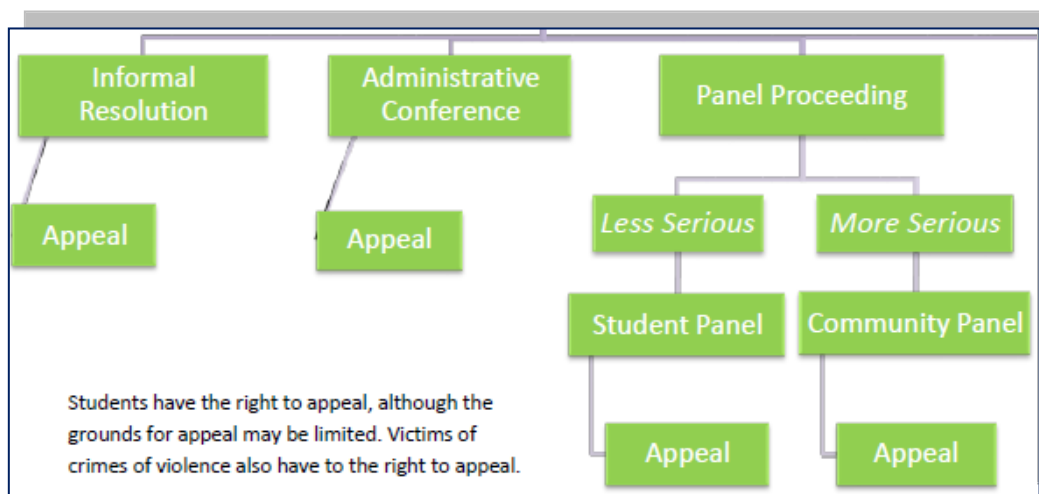 Informal
Resolution
Administrative
Conference
Panel Proceeding
Appeal
Appeal
Less Serious
More Serious
Student Panel
Community Panel
Students have the right to appeal, although the
grounds for appeal may be limited. Victims of
crimes of violence also have to the right to appeal.
Appeal
Appeal